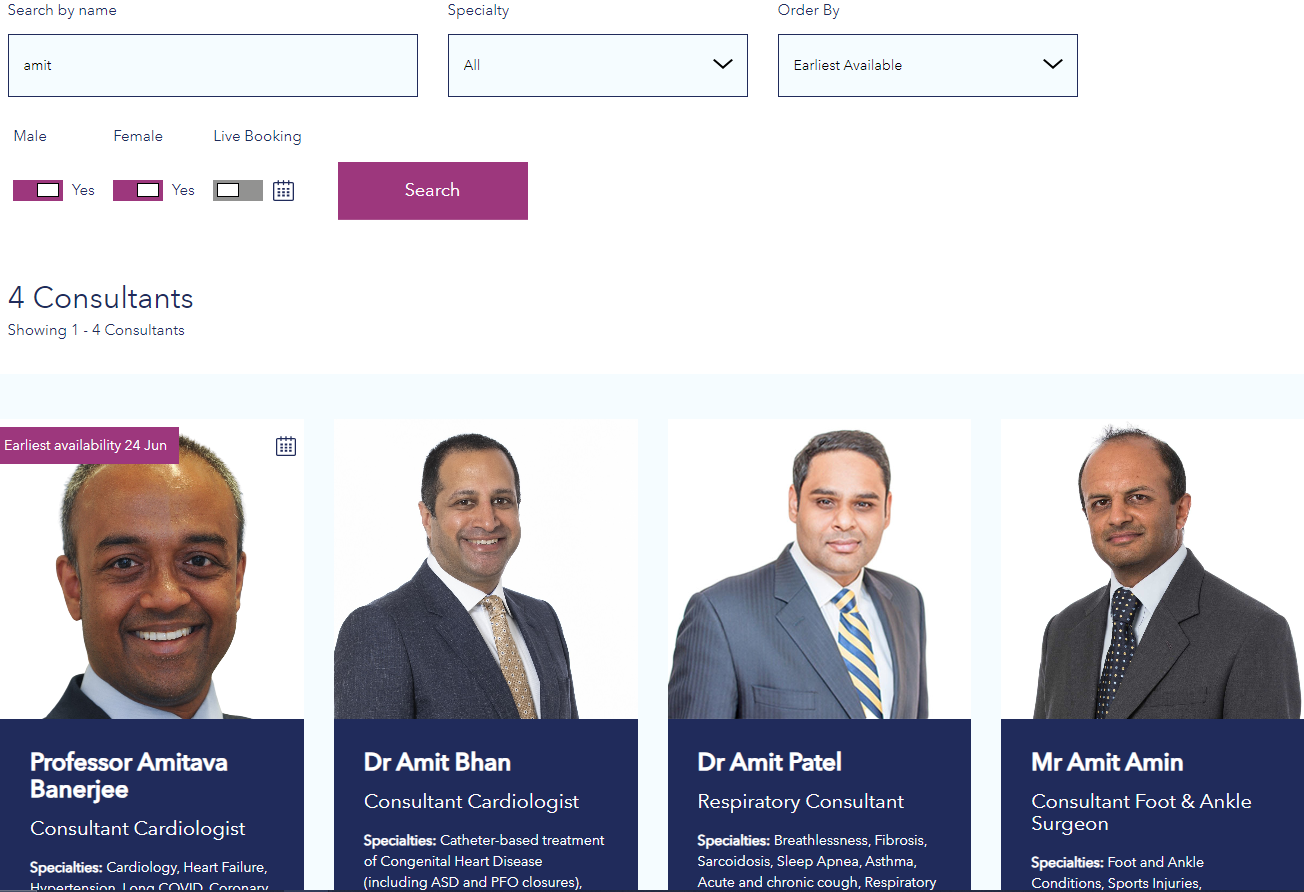 Search by name
Specialty
Order By
amit
All
Earliest Available
Male
Female
Live Booking
Yes
Yes
Search
4 Consultants
Showing 1 - 4 Consultants
Earliest availability 24 Jun
Professor Amitava
Banerjee
Consultant Cardiologist
Specialties: Cardiology, Heart Failure,
Hypertension, Long COVID, Coronary
Dr Amit Bhan
Consultant Cardiologist
Specialties: Catheter-based treatment
of Congenital Heart Disease
(including ASD and PFO closures),
Dr Amit Patel
Respiratory Consultant
Specialties: Breathlessness, Fibrosis,
Sarcoidosis, Sleep Apnea, Asthma,
Acute and chronic cough, Respiratory
Mr Amit Amin
Consultant Foot & Ankle
Surgeon
Specialties: Foot and Ankle
Conditions, Sports Injuries,